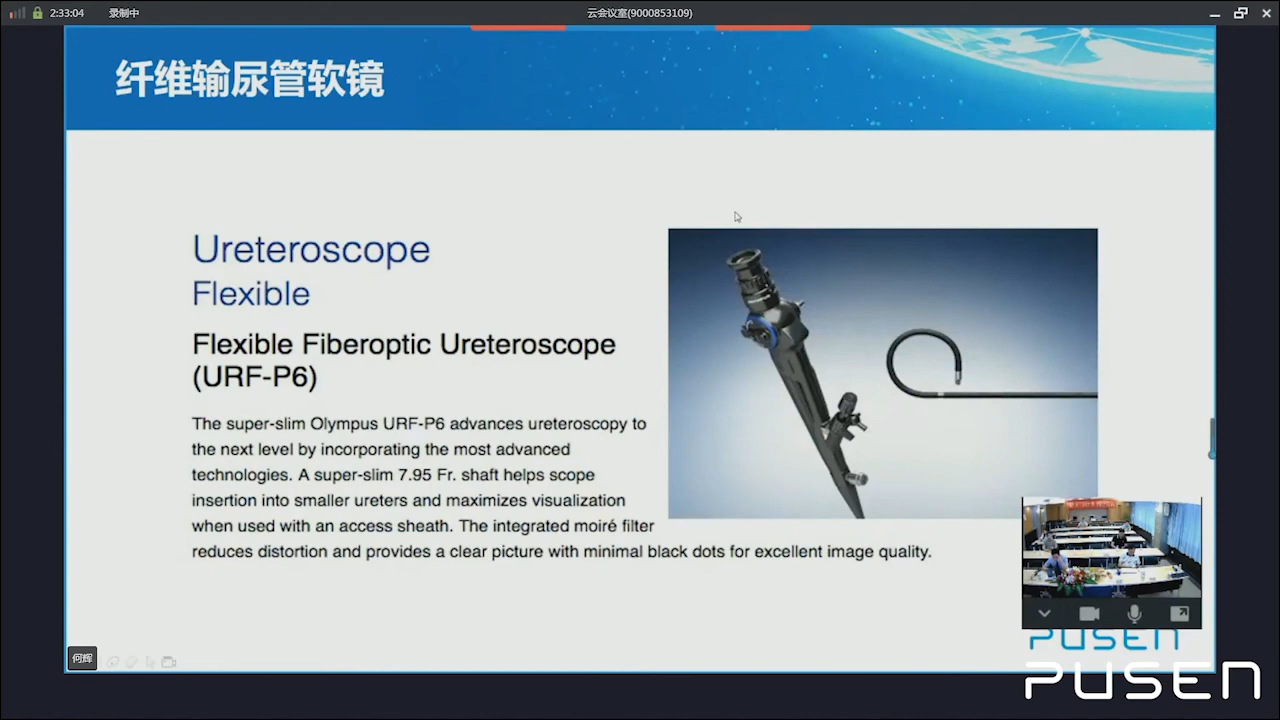 2:33:04 录制中 云会议室(9000853109)
纤维输尿管软镜
Ureteroscope
Flexible
Flexible Fiberoptic Ureteroscope
(URF-P6)
The super-slim Olympus URF-P6 advances ureteroscopy to
the next level by incorporating the most advanced
technologies. A super-slim 7.95 Fr. shaft helps scope
insertion into smaller ureters and maximizes visualization
when used with an access sheath. The integrated moiré filter
reduces distortion and provides a clear picture with minimal black dots for excellent image quality.
何辉
PUSEN
PUSEN